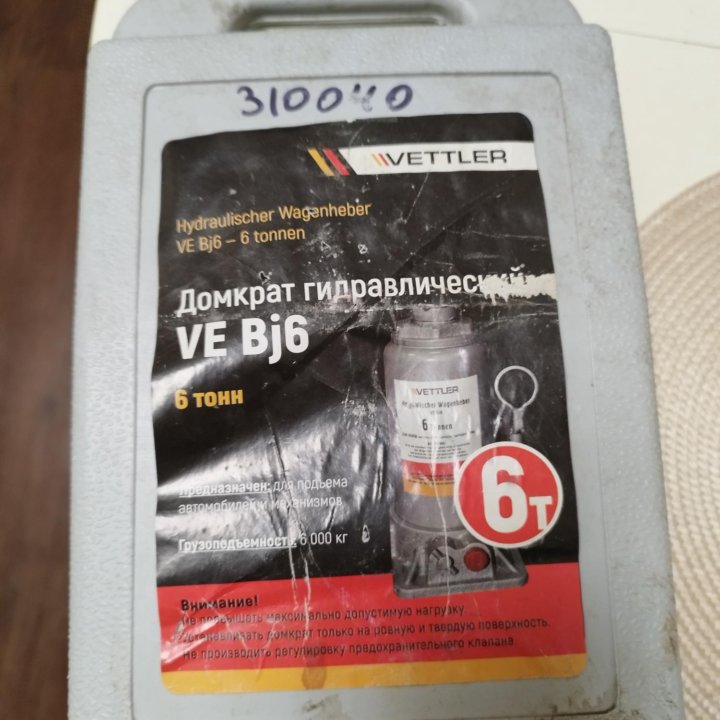 310040
VETTLER
Hydraulischer Wagenheber
VE Bj6 – 6 tonnen
Домкрат гидравлический
VE Bj6
6 тонн
VETTLER
Wagenheber
6
6т
Предназначен: для подъема
автомобилей и механизмов
Грузоподъемность: 6 000 кг
Внимание!
Не превышать максимально допустимую нагрузку.
Устанавливать домкрат только на ровную и твердую поверхность.
Не производить регулировку предохранительного клапана.